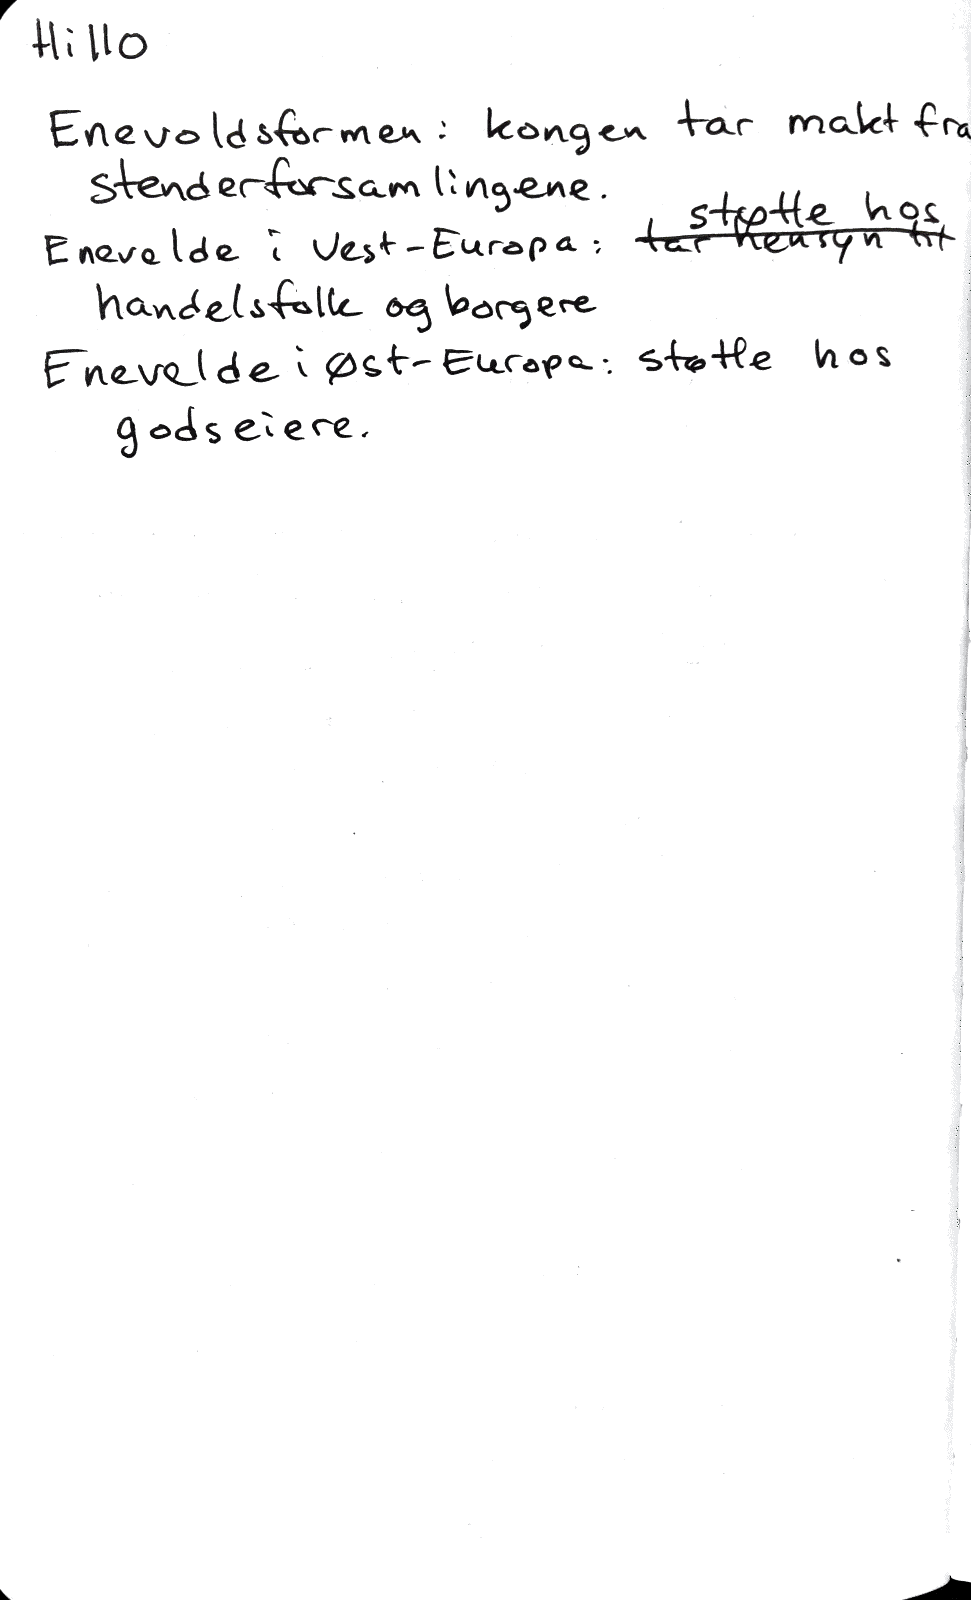 Hillo
Enevoldsformen: kongen tar makt fra
stenderforsamlingene.
støtte hos
Enevelde i Vest-Europa: tar hensyn til
handelsfolk og borgere
Enevelde i Øst-Europa: støtte hos
godseiere.